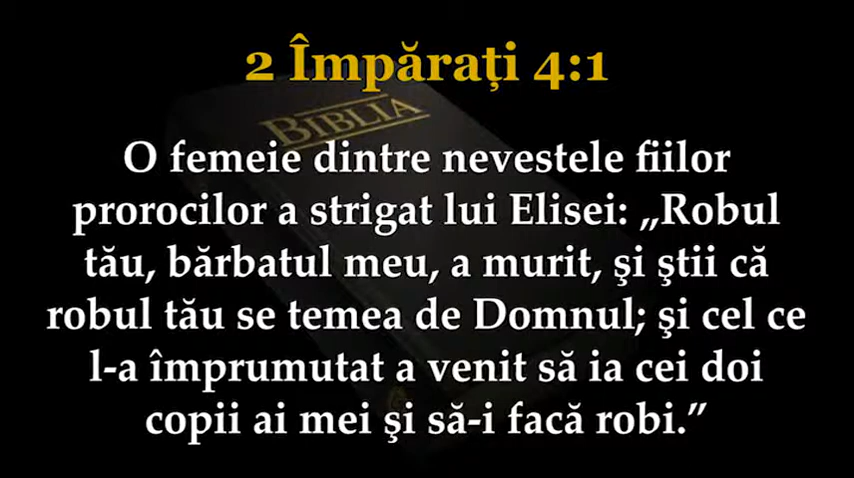 2 Împărați 4:1
BIBLIA
O femeie dintre nevestele fiilor
prorocilor a strigat lui Elisei: „Robul
tău, bărbatul meu, a murit, şi ştii că
robul tău se temea de Domnul; şi cel ce
l-a împrumutat a venit să ia cei doi
copii ai mei şi să-i facă robi.”